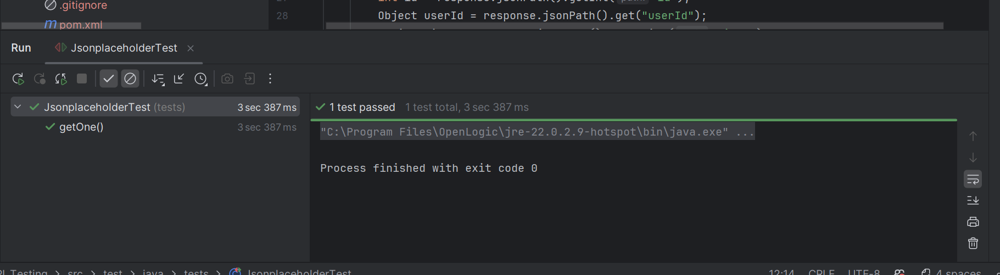 .gitignore
pom.xml
28 Object userId = response.jsonPath().get("userId");
Run JsonplaceholderTest
JsonplaceholderTest (tests) 3 sec 387 ms
getOne() 3 sec 387 ms
1 test passed 1 test total, 3 sec 387 ms
"C:\Program Files\OpenLogic\jre-22.0.2.9-hotspot\bin\java.exe" ...
Process finished with exit code 0
Testing > src > test > java > tests > JsonplaceholderTest
12:14 CRLF UTF-8 4 spaces